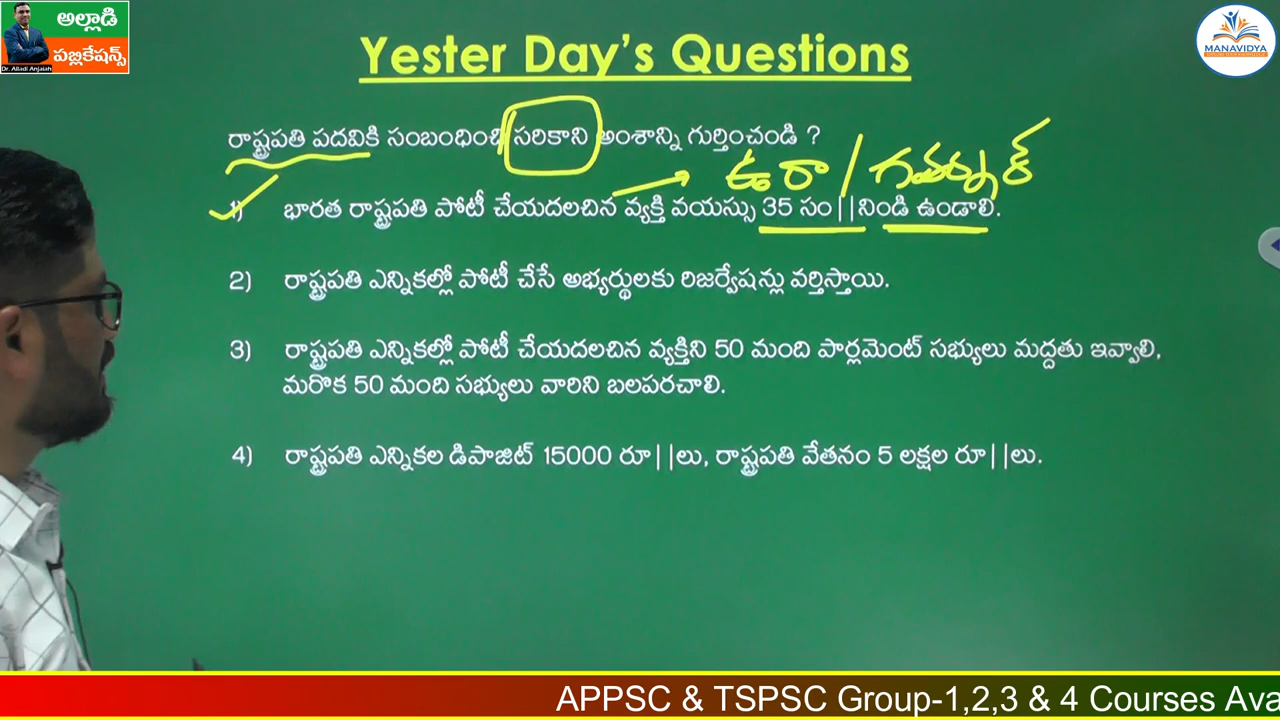 అల్లాడి
పబ్లికేషన్స్
Dr. Alladi Anjaiah
MANAVIDYA
Yester Day's Questions
రాష్ట్రపతి పదవికి సంబంధించి సరికాని అంశాన్ని గుర్తించండి ?
ఉ రా / గవర్నర్
1) భారత రాష్ట్రపతి పోటీ చేయదలచిన వ్యక్తి వయస్సు 35 సం||నిండి ఉండాలి.
2) రాష్ట్రపతి ఎన్నికల్లో పోటీ చేసే అభ్యర్థులకు రిజర్వేషన్లు వర్తిస్తాయి.
3) రాష్ట్రపతి ఎన్నికల్లో పోటీ చేయదలచిన వ్యక్తిని 50 మంది పార్లమెంట్ సభ్యులు మద్దతు ఇవ్వాలి,
మరొక 50 మంది సభ్యులు వారిని బలపరచాలి.
4) రాష్ట్రపతి ఎన్నికల డిపాజిట్ 15000 రూ||లు, రాష్ట్రపతి వేతనం 5 లక్షల రూ||లు.
APPSC & TSPSC Group-1,2,3 & 4 Courses Ava